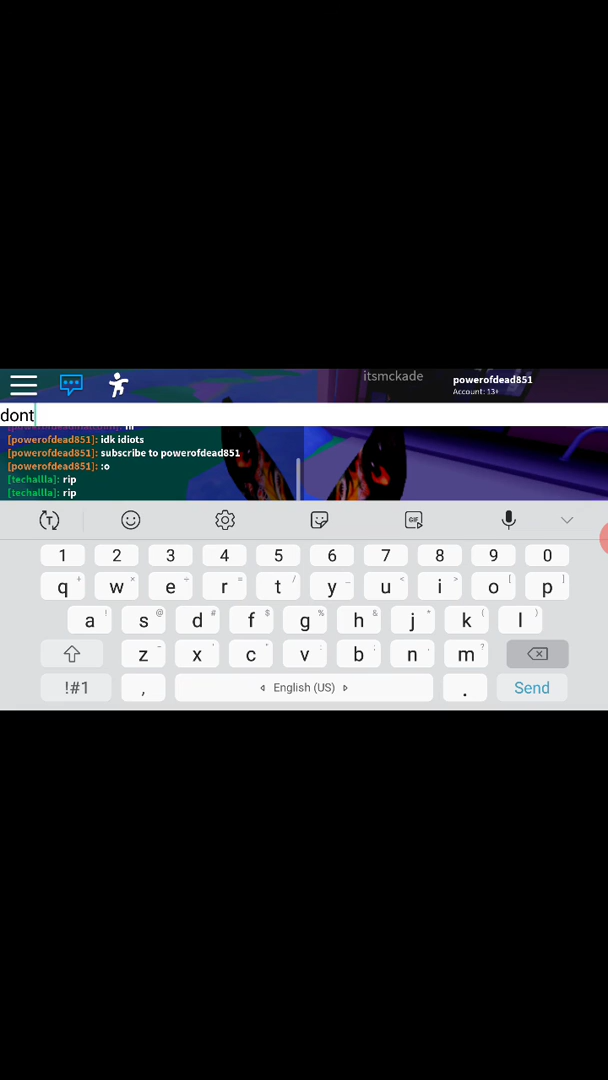 itsmckade
powerofdead851
Account: 13+
dont
[powerofdead851]: idk idiots
[powerofdead851]: subscribe to powerofdead851
[powerofdead851]: :o
[techallla]: rip
[techallla]: rip
T
GIF
1 2 3 4 5 6 7 8 9 0
q + w × e ÷ r = t / y _ u < i > o [ p ]
a ! s @ d # f $ g % h & j * k ( l )
z - x ' c " v : b ; n , m ?
!#1 , English (US) . Send